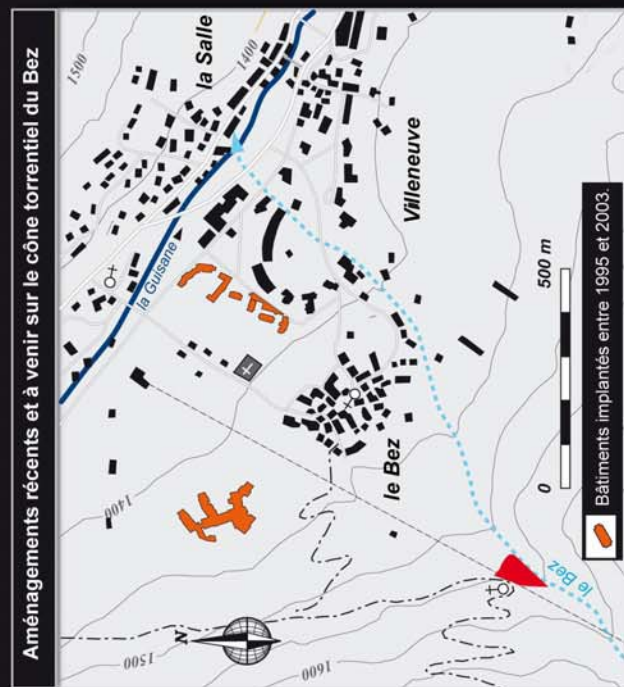 Aménagements récents et à venir sur le cône torrentiel du Bez
1500
1400
la Salle
la Guisane
Villeneuve
1400
le Bez
N
1500
1600
le Bez
0 500 m
Bâtiments implantés entre 1995 et 2003.